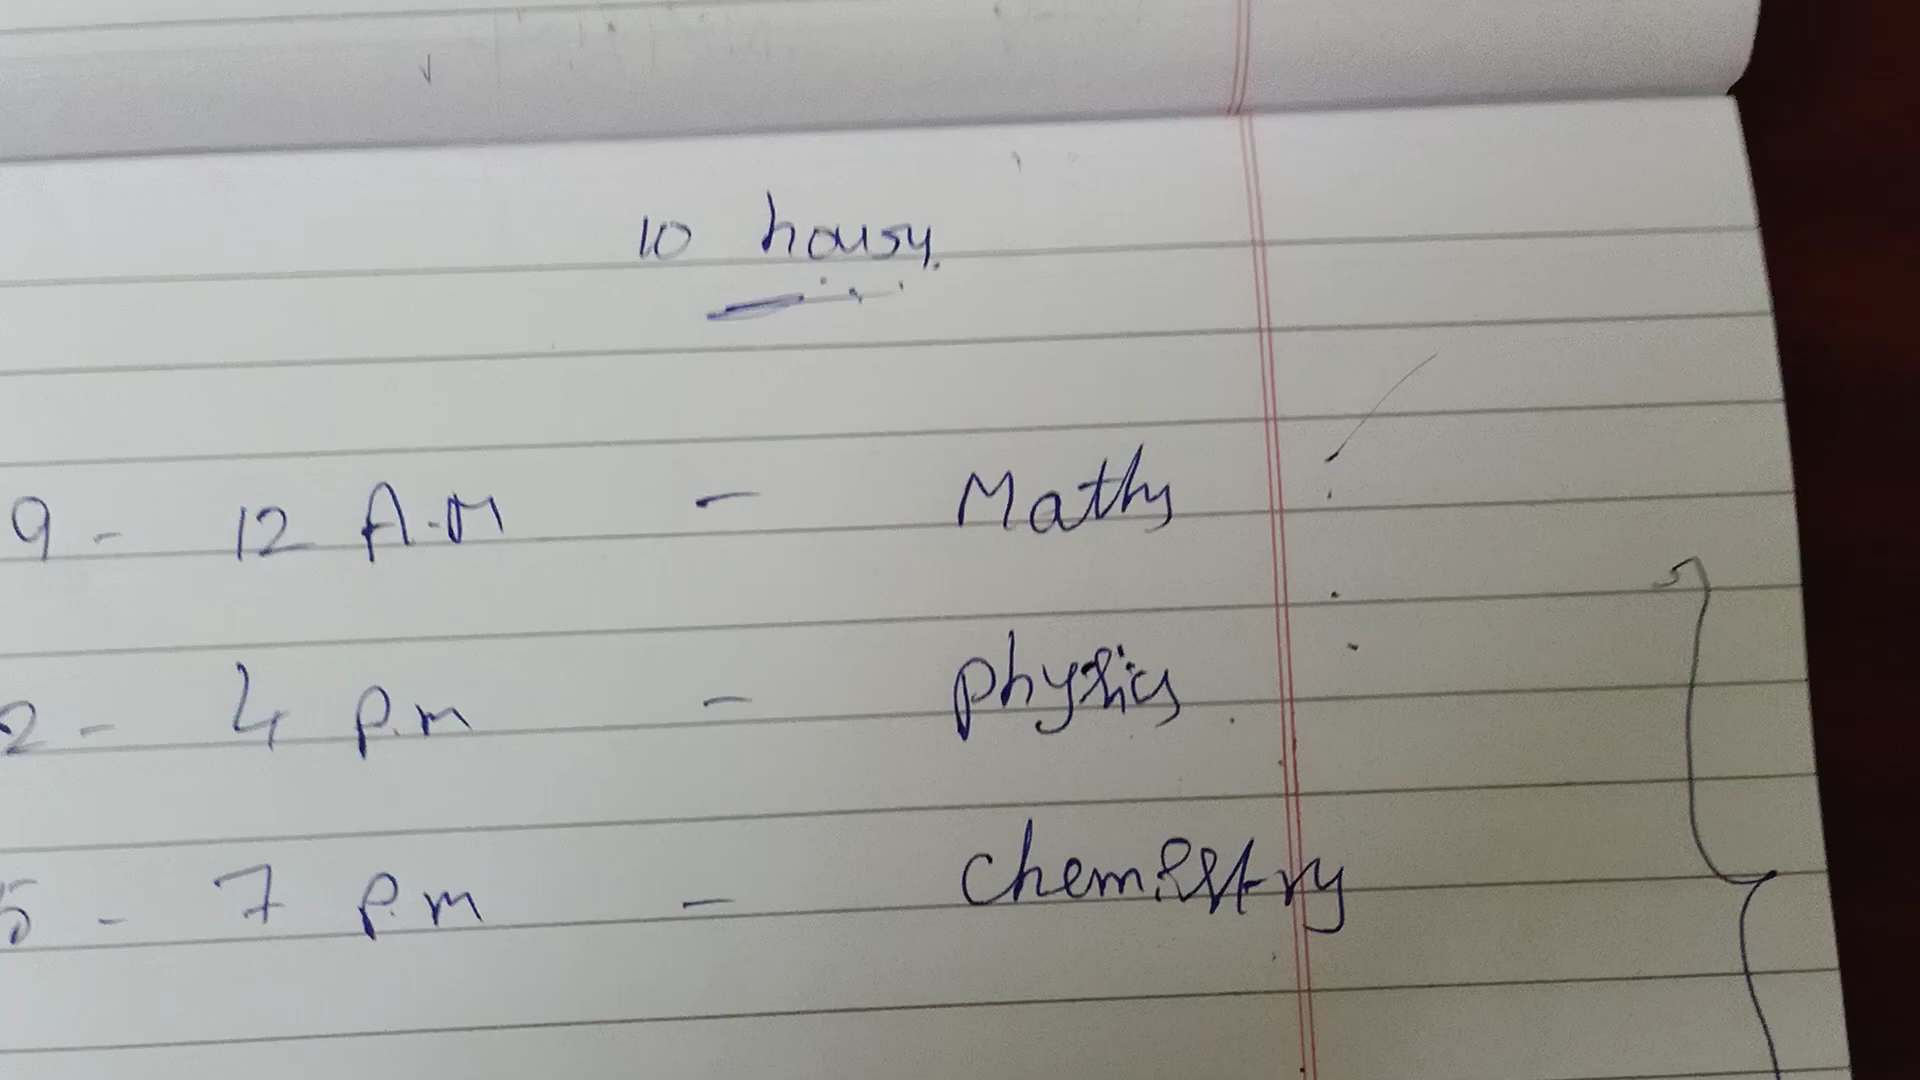 10 hours.
9 - 12 A.M - Maths
2 - 4 P.m - Physics
5 - 7 P.m - Chemistry